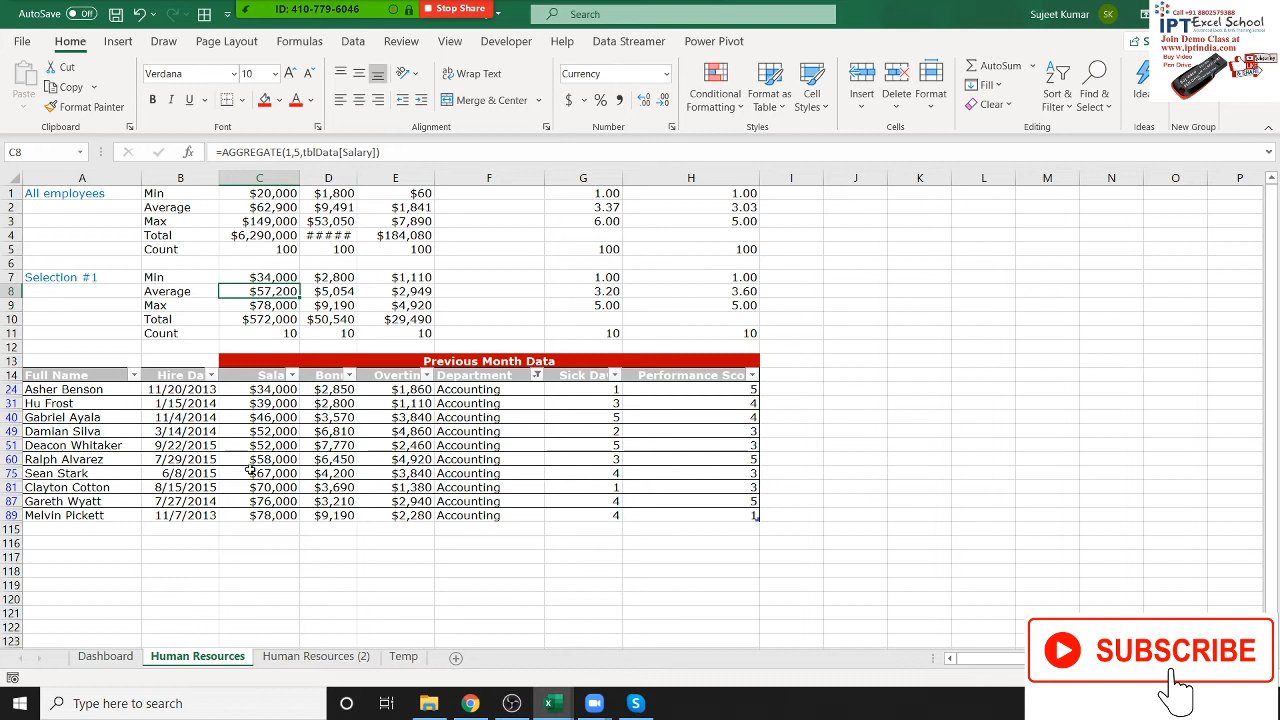 ID: 410-779-6046
Stop Share
Search
Sujeet Kumar
SK
Call +91 8802579388
IPT Excel School
Advanced Excel & Training School
Join Demo Class at
www.iptindia.com
Buy Video
Pen Drive
File Home Insert Draw Page Layout Formulas Data Review View Developer Help Data Streamer Power Pivot
Paste
Cut
Copy
Format Painter
Verdana 10
B I U
Wrap Text
Merge & Center
Currency
Conditional Formatting
Format as Table
Cell Styles
Insert Delete Format
AutoSum
Fill
Clear
Sort & Filter
Find & Select
Ideas
Clipboard Font Alignment Number Styles Cells Editing Ideas New Group
C8 =AGGREGATE(1,5,tblData[Salary])
A B C D E F G H I J K L M N O P
1 All employees Min $20,000 $1,800 $60 1.00 1.00
2 Average $62,900 $9,491 $1,841 3.37 3.03
3 Max $149,000 $53,050 $7,890 6.00 5.00
4 Total $6,290,000 ##### $184,080
5 Count 100 100 100 100 100
6
7 Selection #1 Min $34,000 $2,800 $1,110 1.00 1.00
8 Average $57,200 $5,054 $2,949 3.20 3.60
9 Max $78,000 $9,190 $4,920 5.00 5.00
10 Total $572,000 $50,540 $29,490
11 Count 10 10 10 10 10
12
13 Previous Month Data
14 Full Name Hire Da Sala Bon Overtin Department Sick Da Performance Sco
24 Asher Benson 11/20/2013 $34,000 $2,850 $1,860 Accounting 1 5
31 Hu Frost 1/15/2014 $39,000 $2,800 $1,110 Accounting 3 4
40 Gabriel Ayala 11/4/2014 $46,000 $3,570 $3,840 Accounting 5 4
49 Damian Silva 3/14/2014 $52,000 $6,810 $4,860 Accounting 2 3
51 Deacon Whitaker 9/22/2015 $52,000 $7,770 $2,460 Accounting 5 3
60 Ralph Alvarez 7/29/2015 $58,000 $6,450 $4,920 Accounting 3 5
75 Sean Stark 6/8/2015 $67,000 $4,200 $3,840 Accounting 4 3
81 Clayton Cotton 8/15/2015 $70,000 $3,690 $1,380 Accounting 1 3
87 Gareth Wyatt 7/27/2014 $76,000 $3,210 $2,940 Accounting 4 5
89 Melvin Pickett 11/7/2013 $78,000 $9,190 $2,280 Accounting 4 1
115
116
117
118
119
120
121
122
123
SUBSCRIBE
Dashboard Human Resources Human Resources (2) Temp
Type here to search